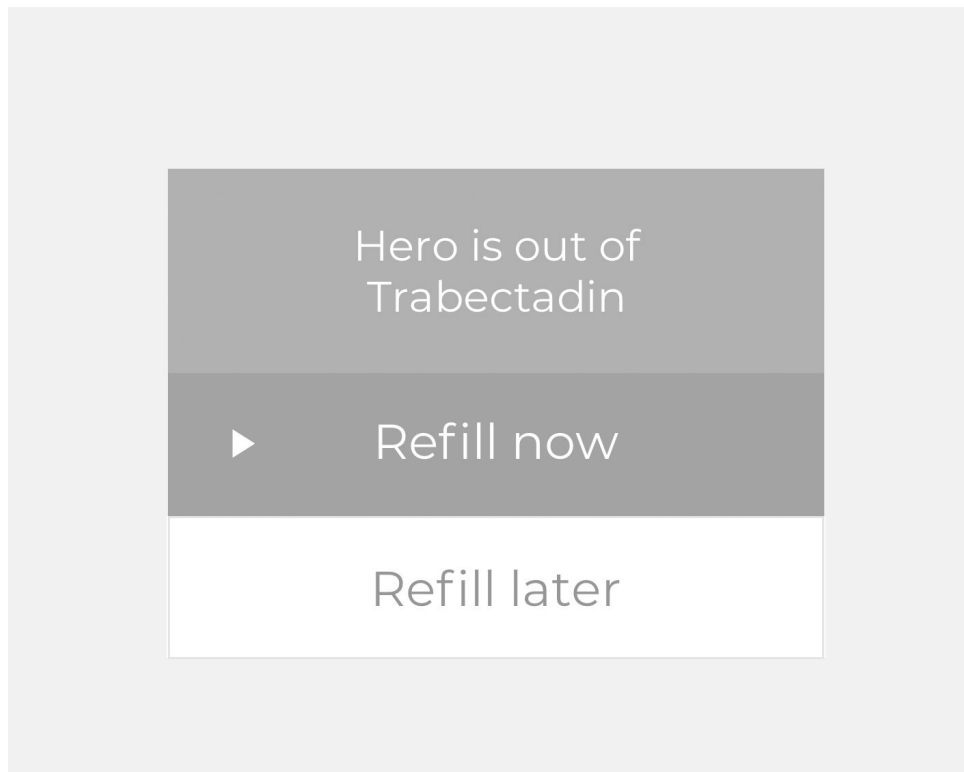 Hero is out of
Trabectadin
Refill now
Refill later